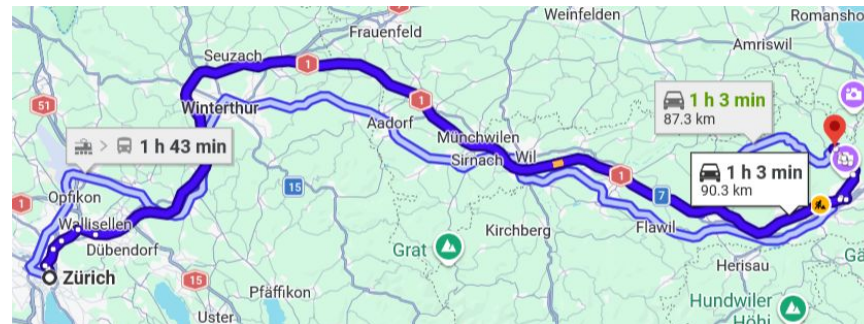 Weinfelden
Romansho
Frauenfeld
Amriswil
Seuzach
1
51
Winterthur
1
1 h 3 min
87.3 km
Aadorf
1 h 43 min
Münchwilen
Sirnach
Wil
1 h 3 min
90.3 km
1
15
7
Opfikon
1
Wallisellen
Dübendorf
Kirchberg
Flawil
Grat
Herisau
Gä
Zürich
15
Pfäffikon
Uster
Hundwiler
Höhi